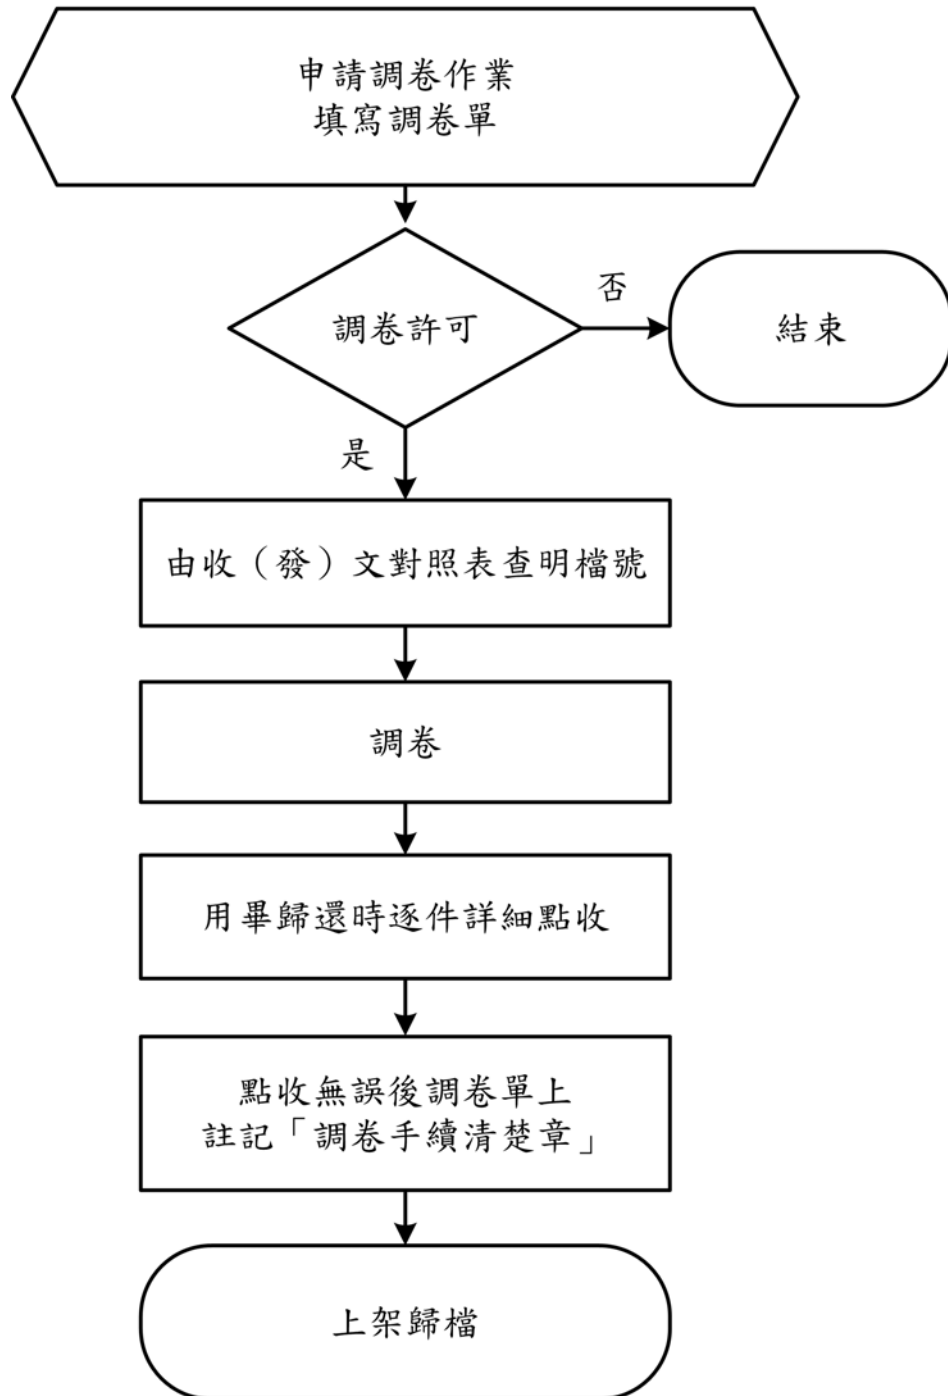 申請調卷作業
填寫調卷單
調卷許可
否
結束
是
由收（發）文對照表查明檔號
調卷
用畢歸還時逐件詳細點收
點收無誤後調卷單上
註記「調卷手續清楚章」
上架歸檔